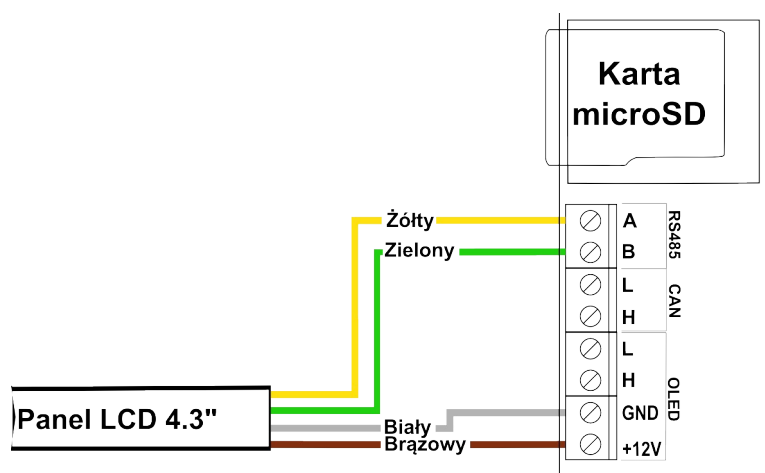 Karta
microSD
Żółty
A
Zielony
B
RS485
L
H
CAN
L
H
OLED
GND
+12V
Panel LCD 4.3"
Biały
Brązowy